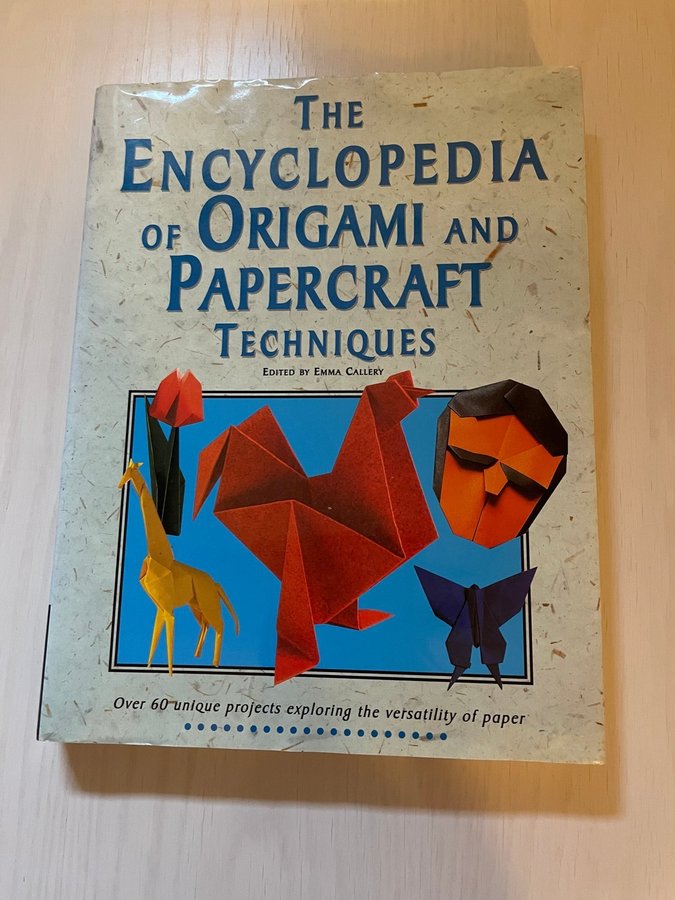 The
Encyclopedia
of Origami and
Papercraft
Techniques
Edited by Emma Callery
Over 60 unique projects exploring the versatility of paper